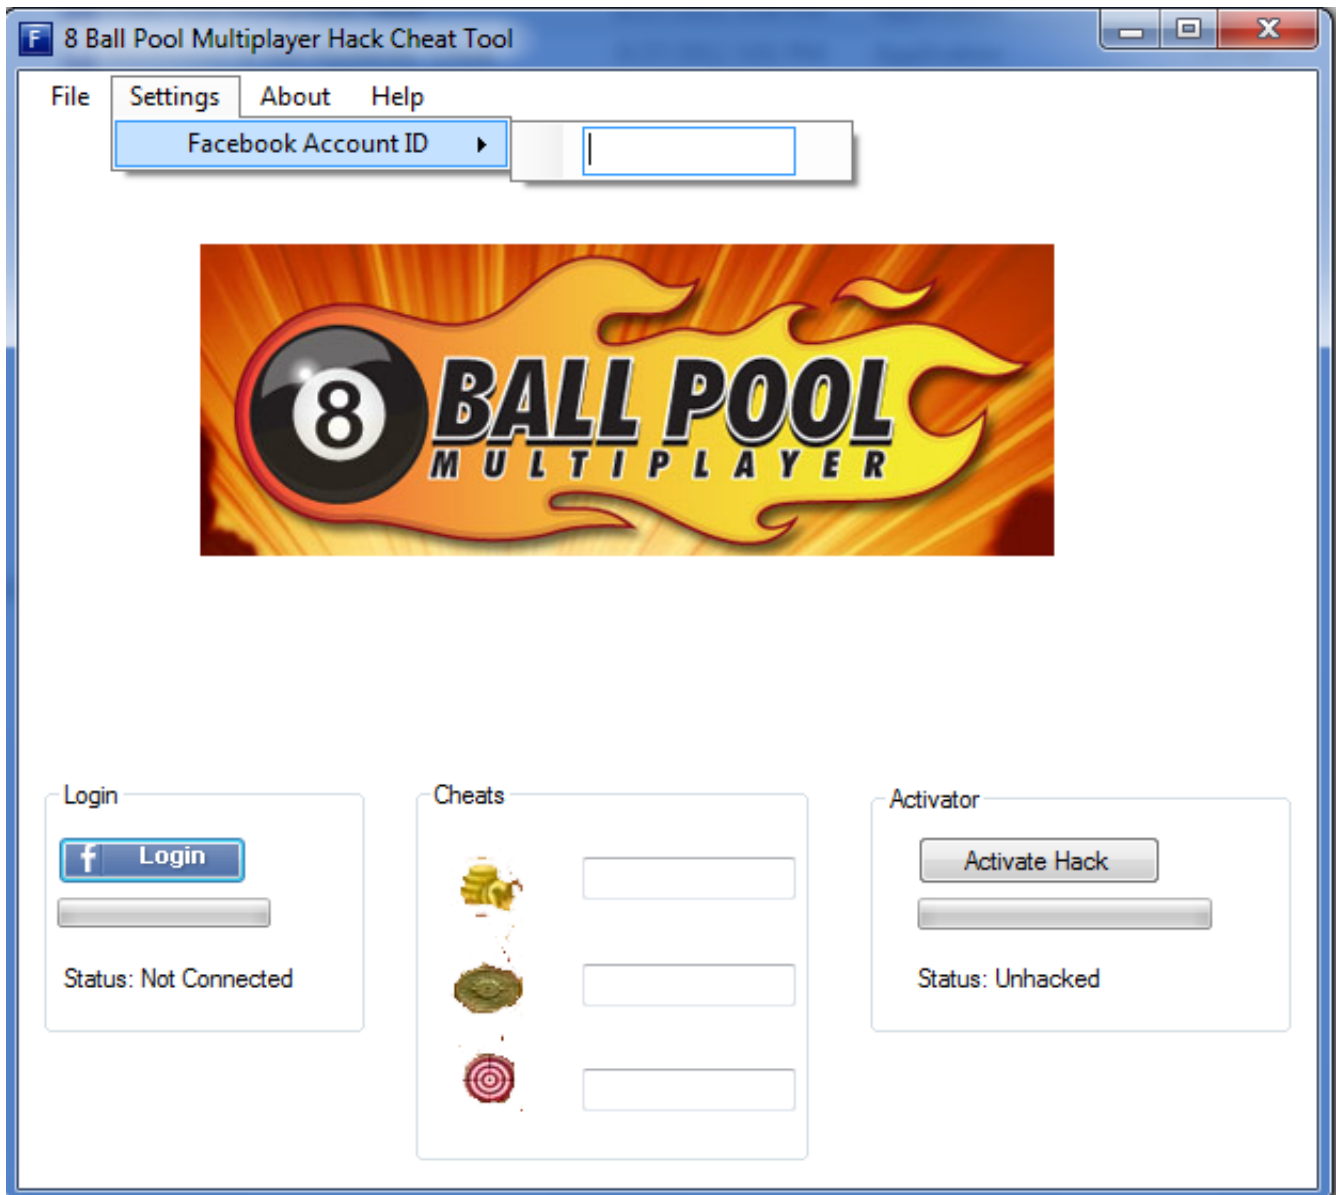 F 8 Ball Pool Multiplayer Hack Cheat Tool
File Settings About Help
Facebook Account ID
8 BALL POOL
MULTIPLAYER
Login
f Login
Status: Not Connected
Cheats
Activator
Activate Hack
Status: Unhacked